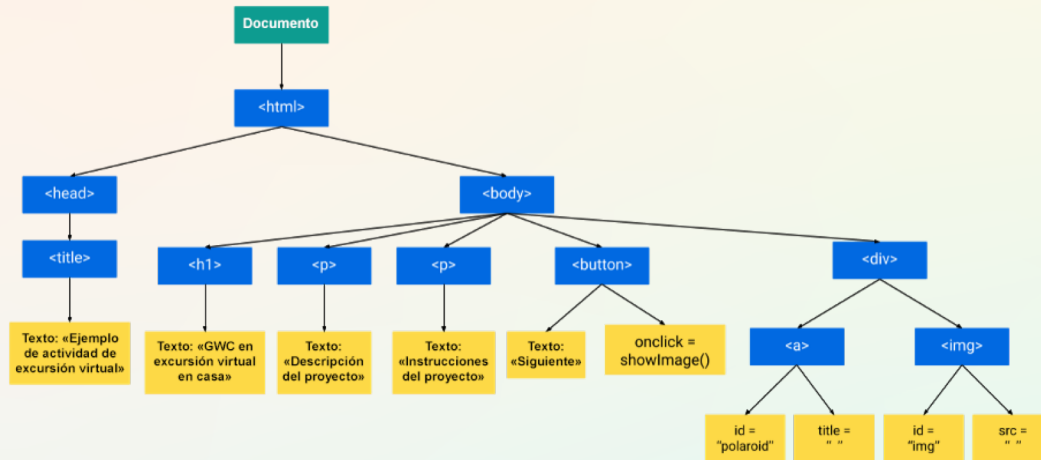 Documento
<html>
<head>
<body>
<title>
<h1>
<p>
<p>
<button>
<div>
Texto: «Ejemplo
de actividad de
excursión virtual»
Texto: «GWC en
excursión virtual
en casa»
Texto: «Descripción
del proyecto»
Texto: «Instrucciones
del proyecto»
Texto:
«Siguiente»
onclick =
showImage()
<a>
<img>
id =
“polaroid”
title =
“ ”
id =
“img”
src =
“ ”